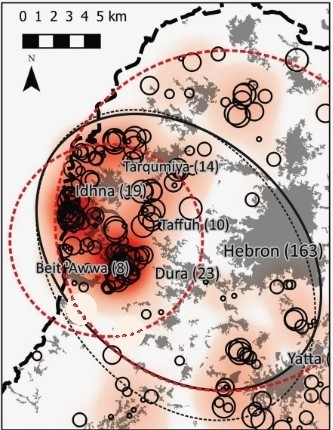 0 1 2 3 4 5 km
N
Tarqumiya (14)
Idhna (19)
Taffuh (10)
Hebron (163)
Beit 'Awwa (8)
Dura (23)
Yatta (